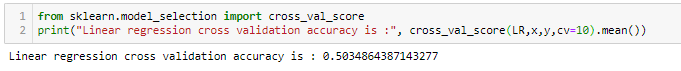 1 from sklearn.model_selection import cross_val_score
2 print("Linear regression cross validation accuracy is :", cross_val_score(LR,x,y,cv=10).mean())
Linear regression cross validation accuracy is : 0.5034864387143277